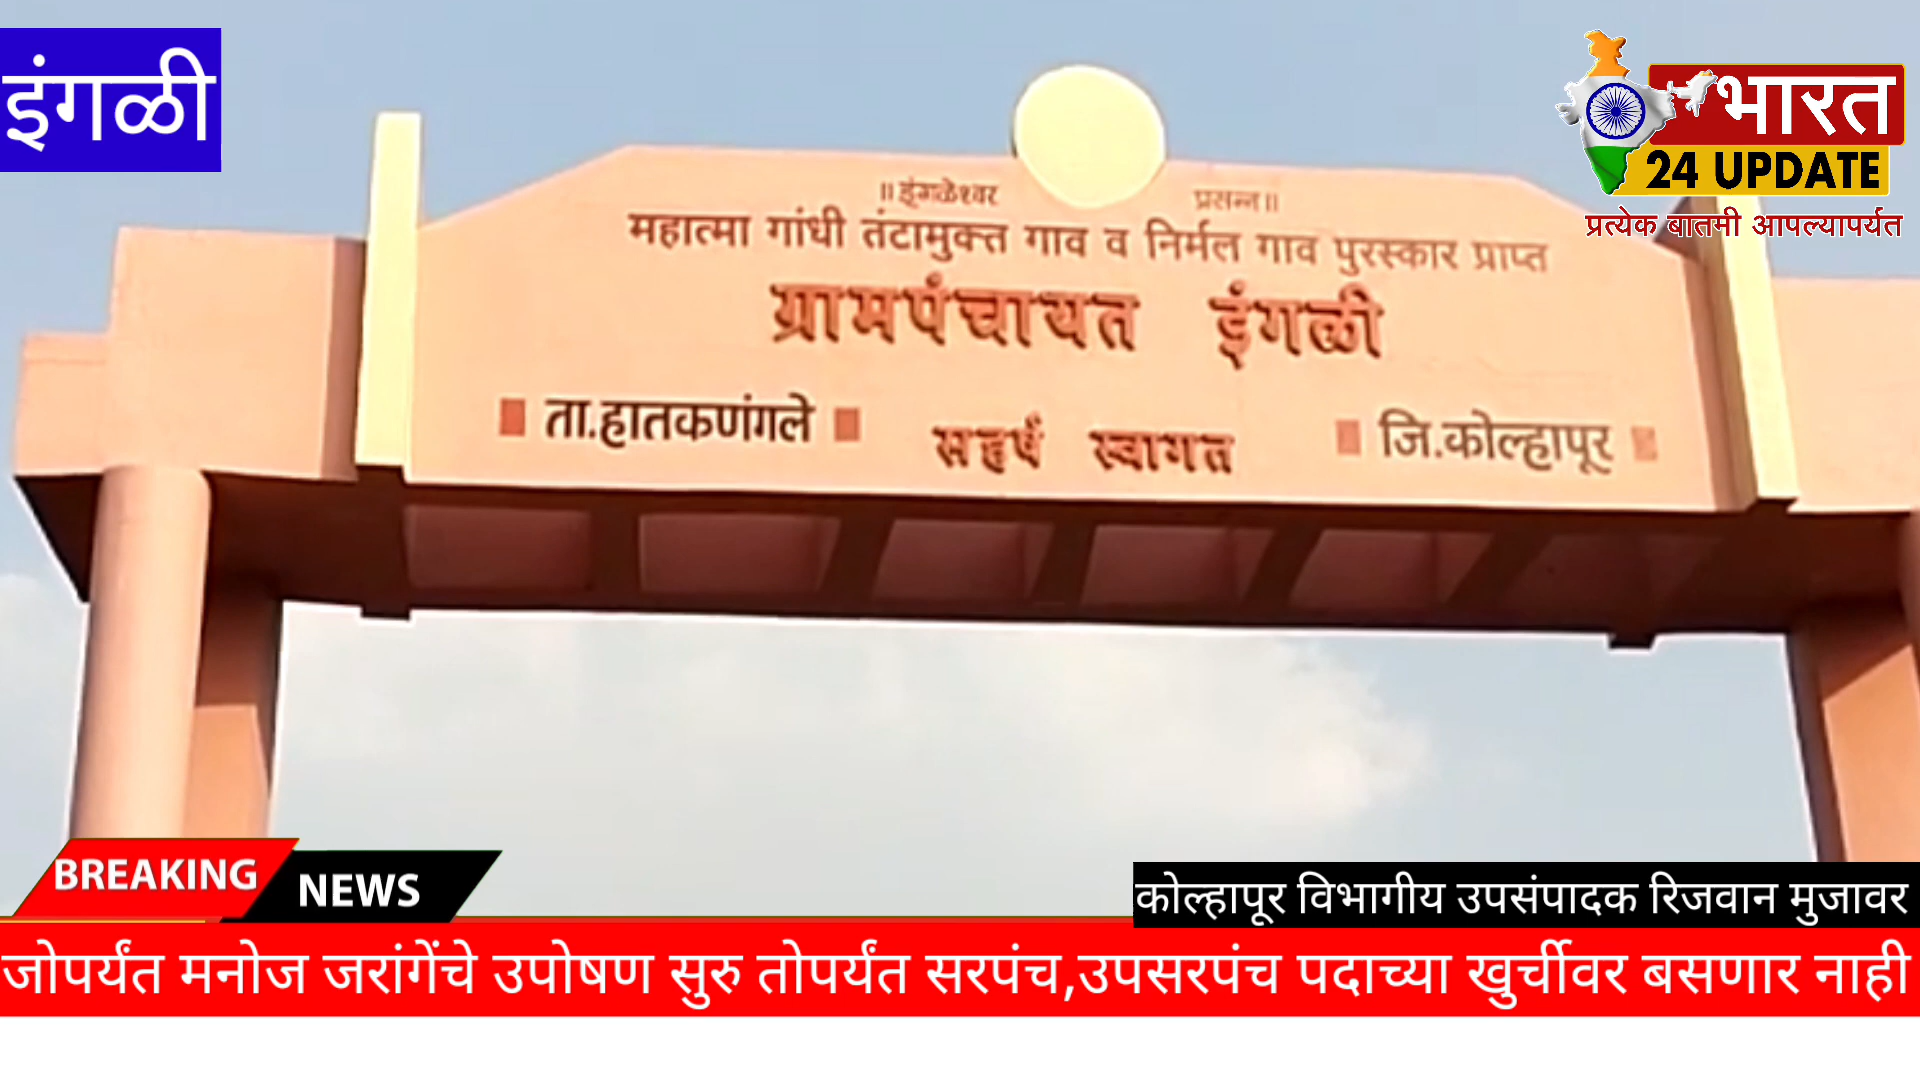 इंगळी
भारत
24 UPDATE
प्रत्येक बातमी आपल्यापर्यत
॥ इंगळेश्वर प्रसन्न॥
महात्मा गांधी तंटामुक्त गाव व निर्मल गाव पुरस्कार प्राप्त
ग्रामपंचायत इंगळी
ता.हातकणंगले सहर्ष स्वागत जि.कोल्हापूर
BREAKING NEWS
कोल्हापूर विभागीय उपसंपादक रिजवान मुजावर
जोपर्यंत मनोज जरांगेंचे उपोषण सुरु तोपर्यंत सरपंच,उपसरपंच पदाच्या खुर्चीवर बसणार नाही